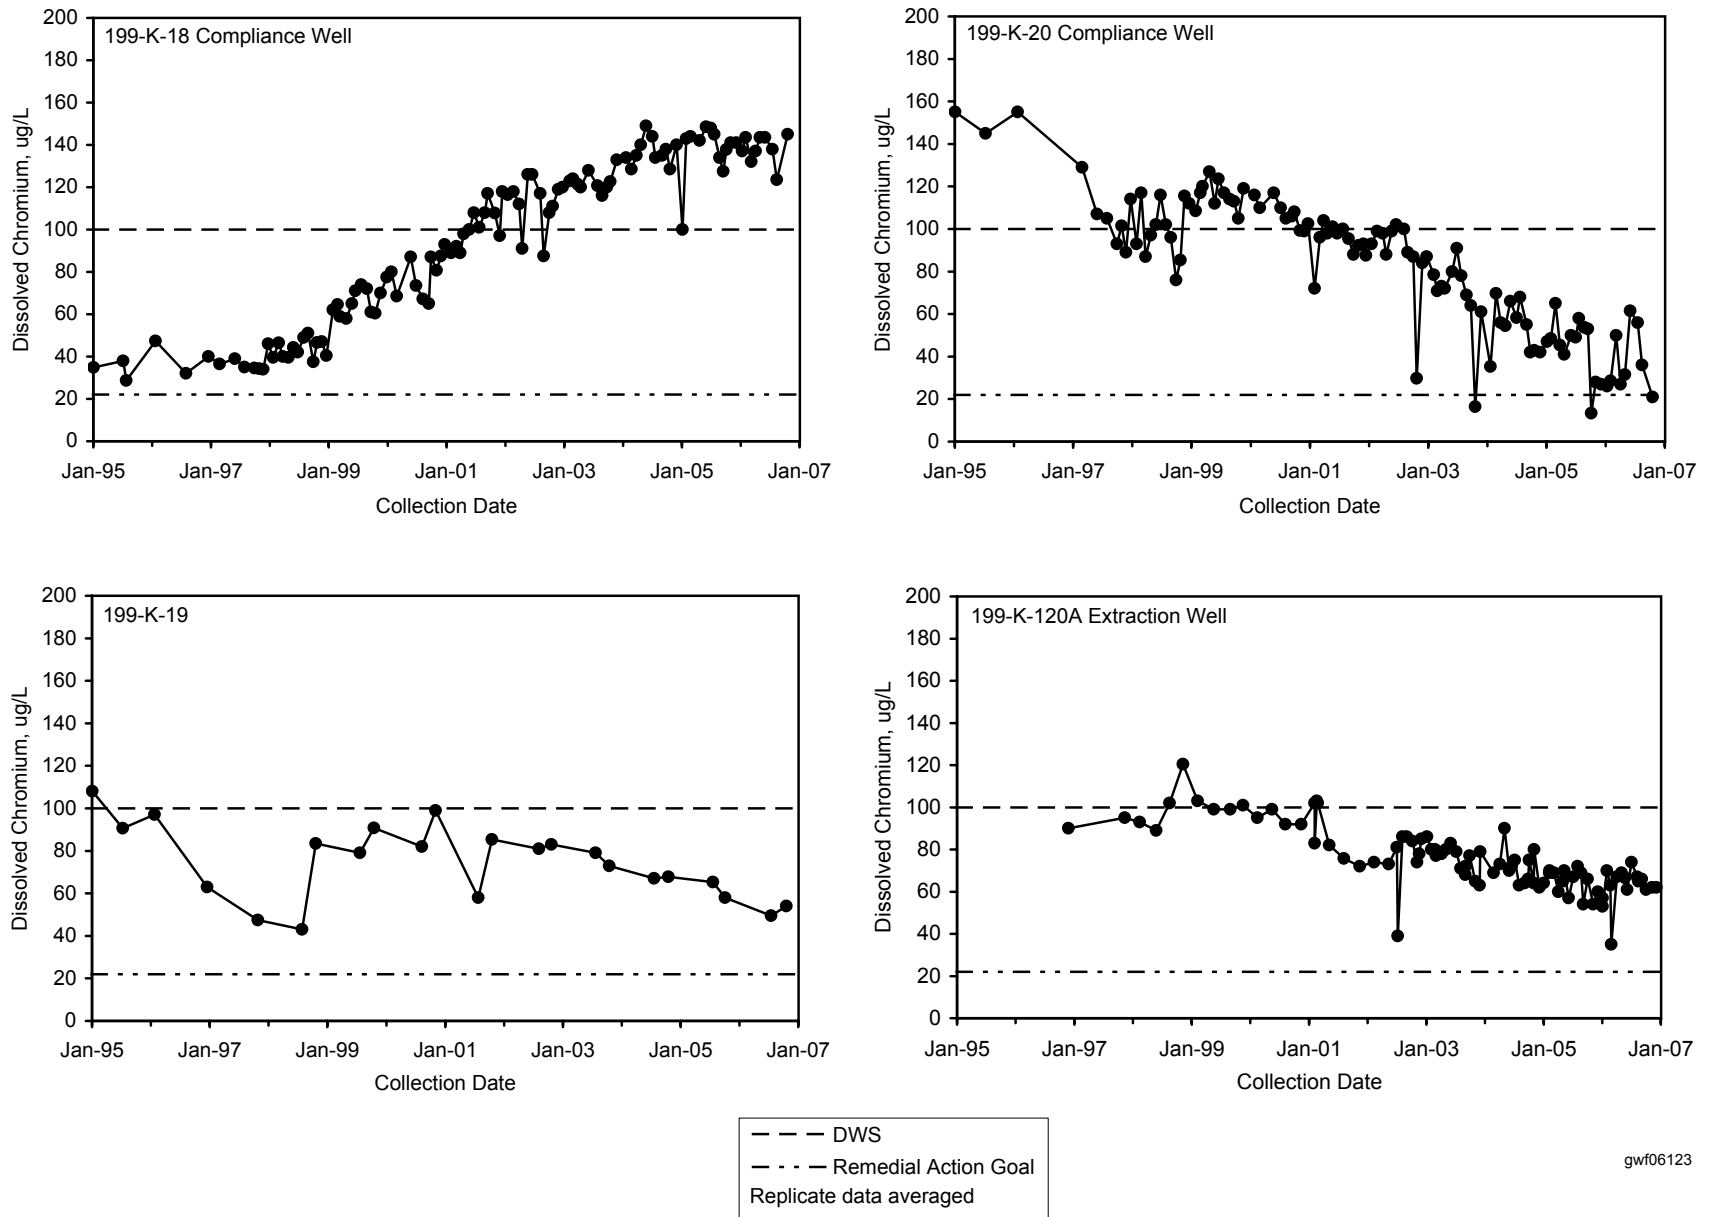 199-K-18 Compliance Well
Dissolved Chromium, ug/L
200
180
160
140
120
100
80
60
40
20
0
Jan-95 Jan-97 Jan-99 Jan-01 Jan-03 Jan-05 Jan-07
Collection Date
199-K-20 Compliance Well
Dissolved Chromium, ug/L
200
180
160
140
120
100
80
60
40
20
0
Jan-95 Jan-97 Jan-99 Jan-01 Jan-03 Jan-05 Jan-07
Collection Date
199-K-19
Dissolved Chromium, ug/L
200
180
160
140
120
100
80
60
40
20
0
Jan-95 Jan-97 Jan-99 Jan-01 Jan-03 Jan-05 Jan-07
Collection Date
199-K-120A Extraction Well
Dissolved Chromium, ug/L
200
180
160
140
120
100
80
60
40
20
0
Jan-95 Jan-97 Jan-99 Jan-01 Jan-03 Jan-05 Jan-07
Collection Date
DWS
Remedial Action Goal
Replicate data averaged
gwf06123